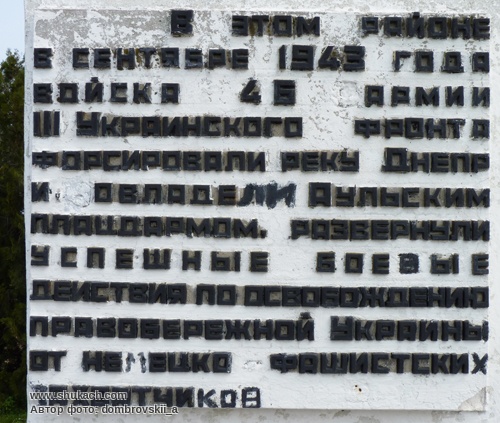 В ЭТОМ РАЙОНЕ
В СЕНТЯБРЕ 1943 ГОДА
ВОЙСКА 46 АРМИИ
III УКРАИНСКОГО ФРОНТА
ФОРСИРОВАЛИ РЕКУ ДНЕПР
И ОВЛАДЕЛИ АУЛЬСКИМ
ПЛАЦДАРМОМ, РАЗВЕРНУЛИ
УСПЕШНЫЕ БОЕВЫЕ
ДЕЙСТВИЯ ПО ОСВОБОЖДЕНИЮ
ПРАВОБЕРЕЖНОЙ УКРАИНЫ
ОТ НЕМЕЦКО ФАШИСТСКИХ
ЗАХВАТЧИКОВ
www.shukach.com
Автор фото: dombrovskii_a